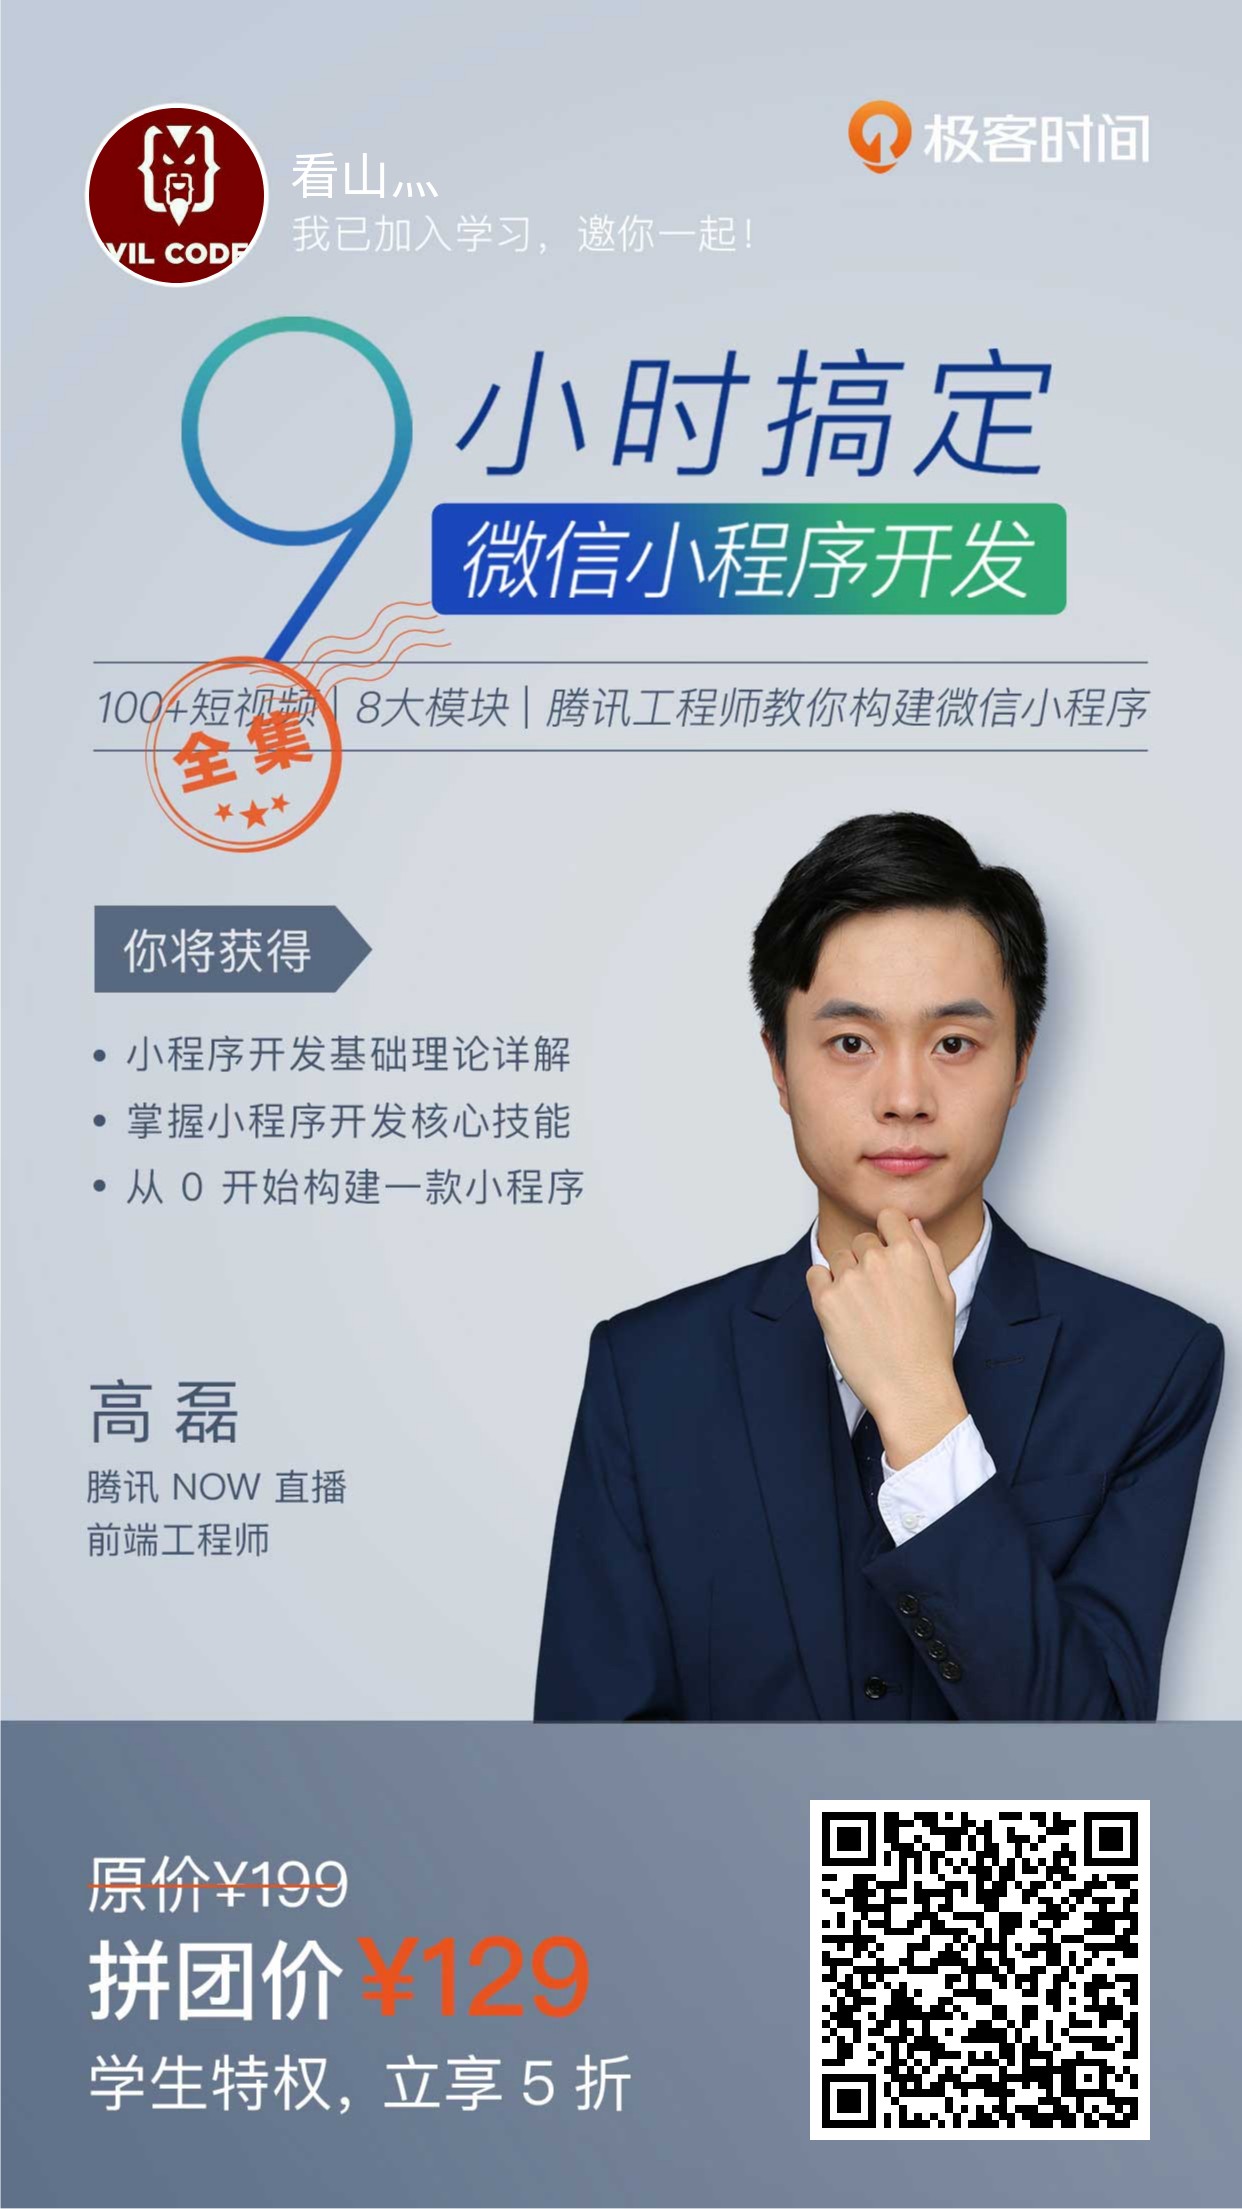 极客时间
VIL CODE
看山灬
我已加入学习，邀你一起！
9小时搞定
微信小程序开发
100+短视频 | 8大模块 | 腾讯工程师教你构建微信小程序
全集
你将获得
• 小程序开发基础理论详解
• 掌握小程序开发核心技能
• 从 0 开始构建一款小程序
高磊
腾讯 NOW 直播
前端工程师
原价¥199
拼团价¥129
学生特权，立享 5 折